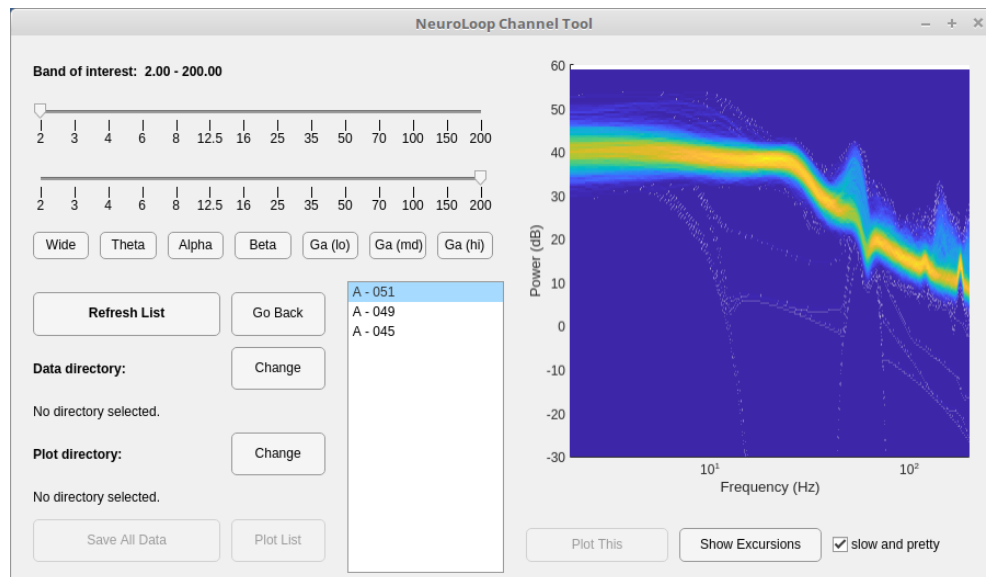 NeuroLoop Channel Tool
Band of interest: 2.00 - 200.00
2 3 4 6 8 12.5 16 25 35 50 70 100 150 200
2 3 4 6 8 12.5 16 25 35 50 70 100 150 200
Wide Theta Alpha Beta Ga (lo) Ga (md) Ga (hi)
Refresh List Go Back
Data directory: Change
No directory selected.
Plot directory: Change
No directory selected.
Save All Data Plot List
A - 051
A - 049
A - 045
60
50
40
30
20
10
0
-10
-20
-30
Power (dB)
10¹ 10²
Frequency (Hz)
Plot This Show Excursions slow and pretty